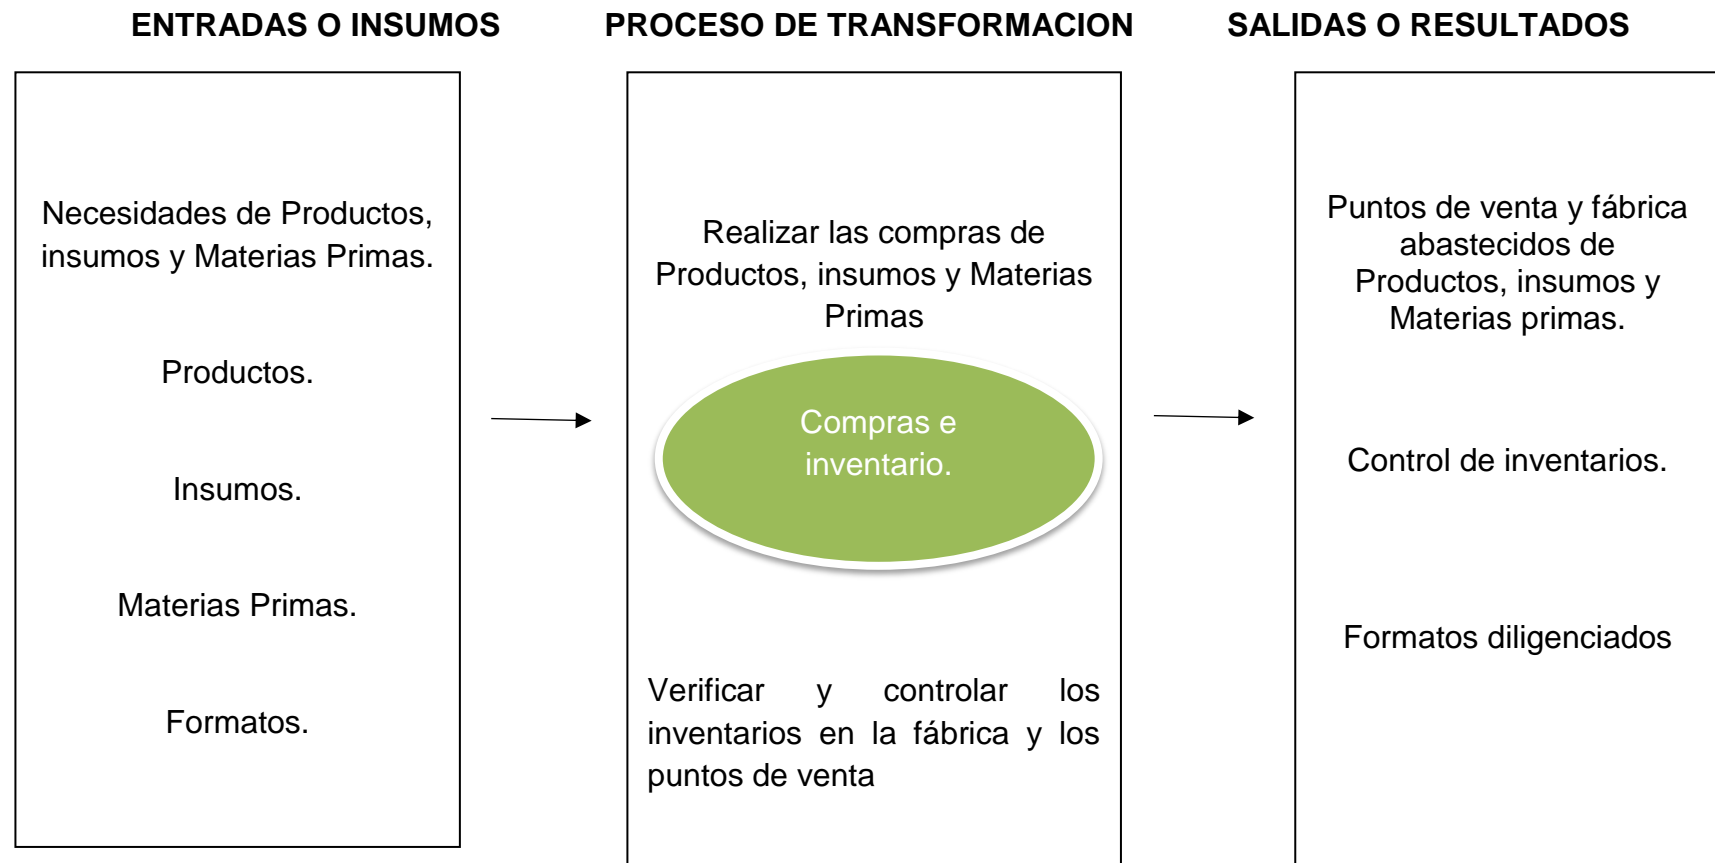 ENTRADAS O INSUMOS
PROCESO DE TRANSFORMACION
SALIDAS O RESULTADOS
Necesidades de Productos,
insumos y Materias Primas.
Productos.
Insumos.
Materias Primas.
Formatos.
Realizar las compras de
Productos, insumos y Materias
Primas
Compras e
inventario.
Verificar y controlar los
inventarios en la fábrica y los
puntos de venta
Puntos de venta y fábrica
abastecidos de
Productos, insumos y
Materias primas.
Control de inventarios.
Formatos diligenciados